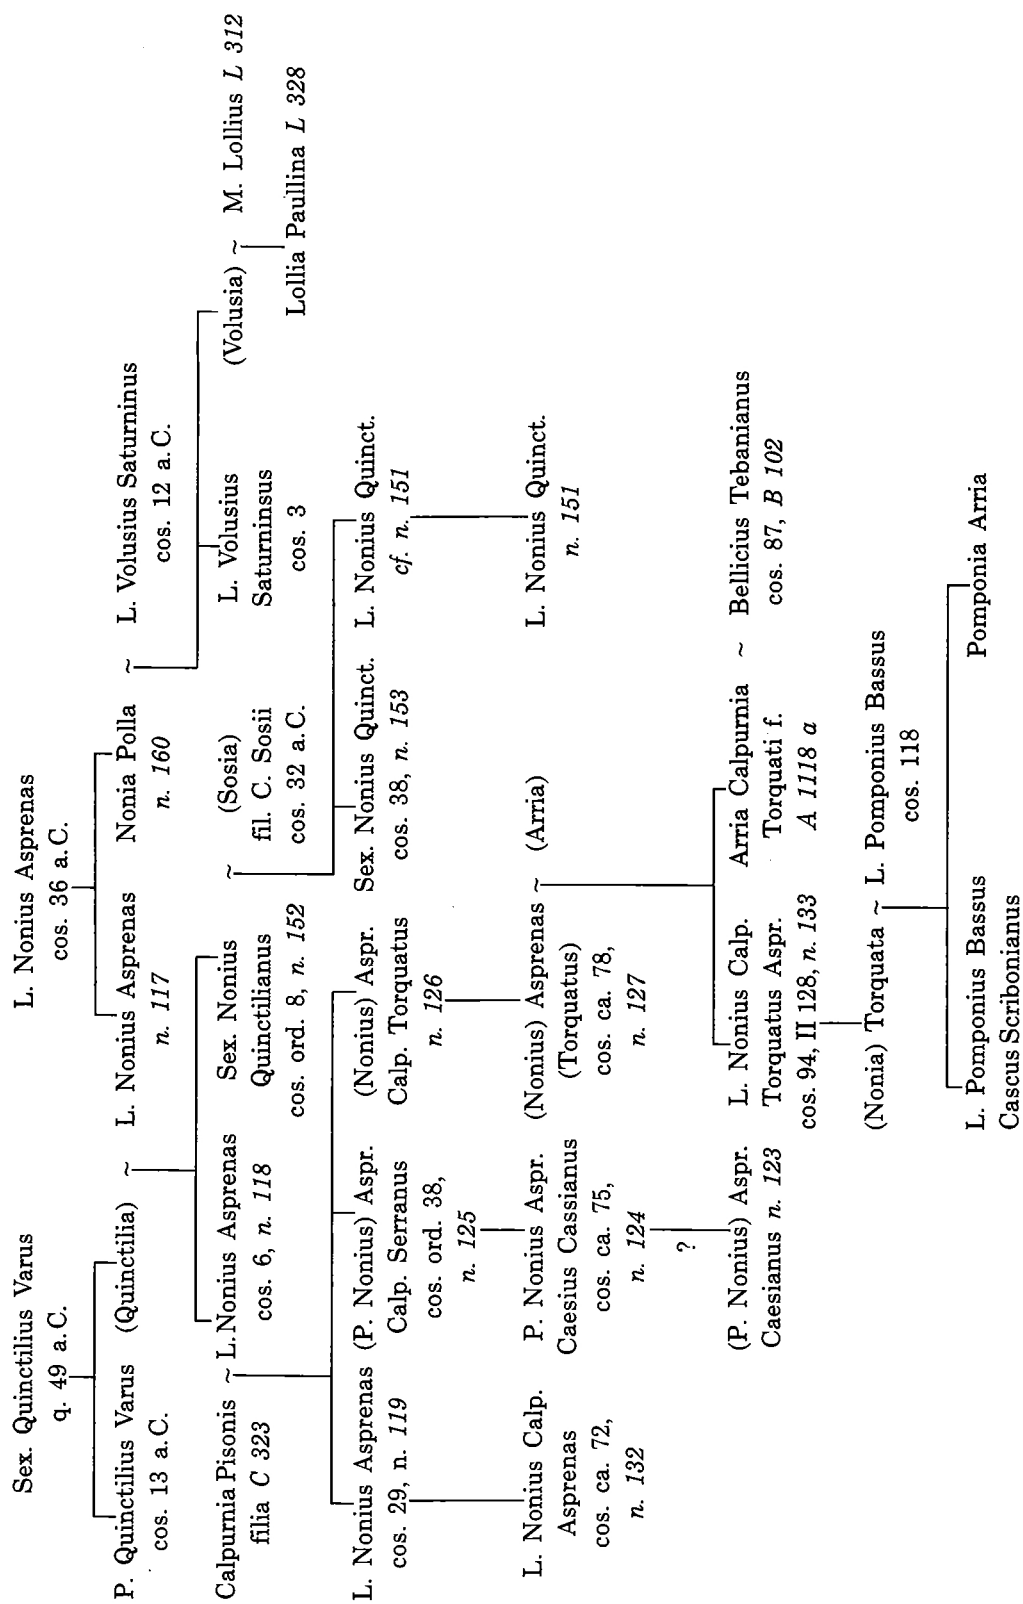 Sex. Quinctilius Varus
q. 49 a. C.
L. Nonius Asprenas
cos. 36 a. C.
P. Quinctilius Varus
cos. 13 a. C.
(Quinctilia)
~
L. Nonius Asprenas
n. 117
Nonia Polla
n. 160
~
L. Volusius Saturninus
cos. 12 a. C.
Calpurnia Pisonis
filia C 323
~
L. Nonius Asprenas
cos. 6, n. 118
Sex. Nonius
Quinctilianus
cos. ord. 8, n. 152
~
(Sosia)
fil. C. Sosii
cos. 32 a. C.
L. Volusius
Saturninsus
cos. 3
(Volusia) ~ M. Lollius L 312
Lollia Paullina L 328
L. Nonius Asprenas
cos. 29, n. 119
(P. Nonius) Aspr.
Calp. Serranus
cos. ord. 38,
n. 125
(Nonius) Aspr.
Calp. Torquatus
n. 126
Sex. Nonius Quinct.
cos. 38, n. 153
L. Nonius Quinct.
cf. n. 151
L. Nonius Calp.
Asprenas
cos. ca. 72,
n. 132
P. Nonius Aspr.
Caesius Cassianus
cos. ca. 75,
n. 124
(Nonius) Asprenas
(Torquatus)
cos. ca. 78,
n. 127
~
(Arria)
L. Nonius Quinct.
n. 151
?
(P. Nonius) Aspr.
Caesianus n. 123
L. Nonius Calp.
Torquatus Aspr.
cos. 94, II 128, n. 133
Arria Calpurnia
Torquati f.
A 1118 a
~
Bellicius Tebanianus
cos. 87, B 102
(Nonia) Torquata ~ L. Pomponius Bassus
cos. 118
L. Pomponius Bassus
Cascus Scribonianus
Pomponia Arria